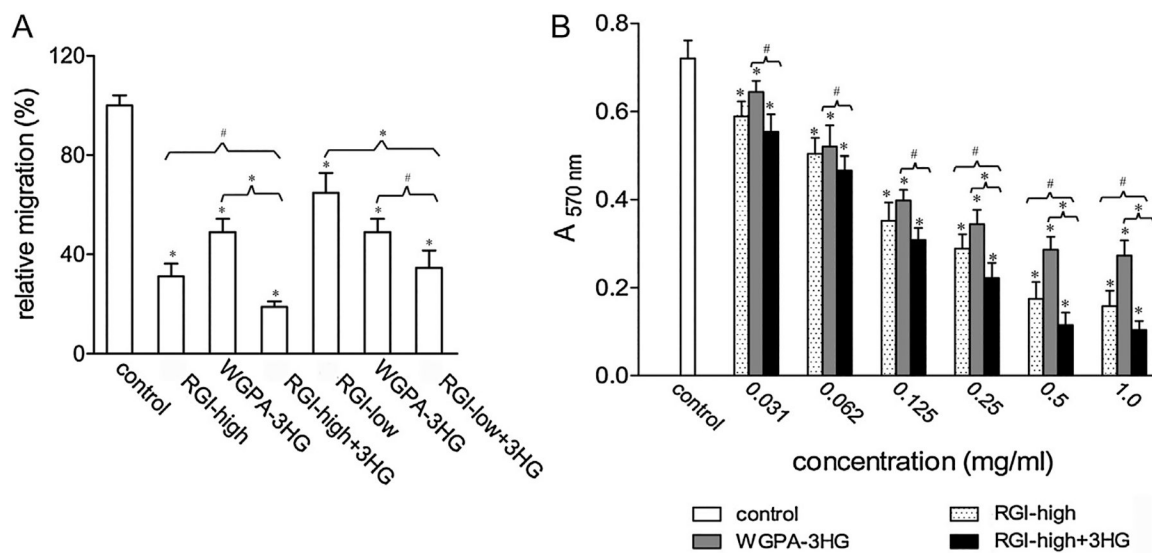 A
relative migration (%)
120
80
40
0
# * * *
* * #
* * *
control
RGI-high
WGPA-3HG
RGI-high+3HG
RGI-low
WGPA-3HG
RGI-low+3HG
B
A 570 nm
0.8
0.6
0.4
0.2
0.0
#
* * *
#
* * *
#
* * *
#
*
* * *
#
*
* * *
#
*
* * *
control
0.031
0.062
0.125
0.25
0.5
1.0
concentration (mg/ml)
control
RGI-high
WGPA-3HG
RGI-high+3HG